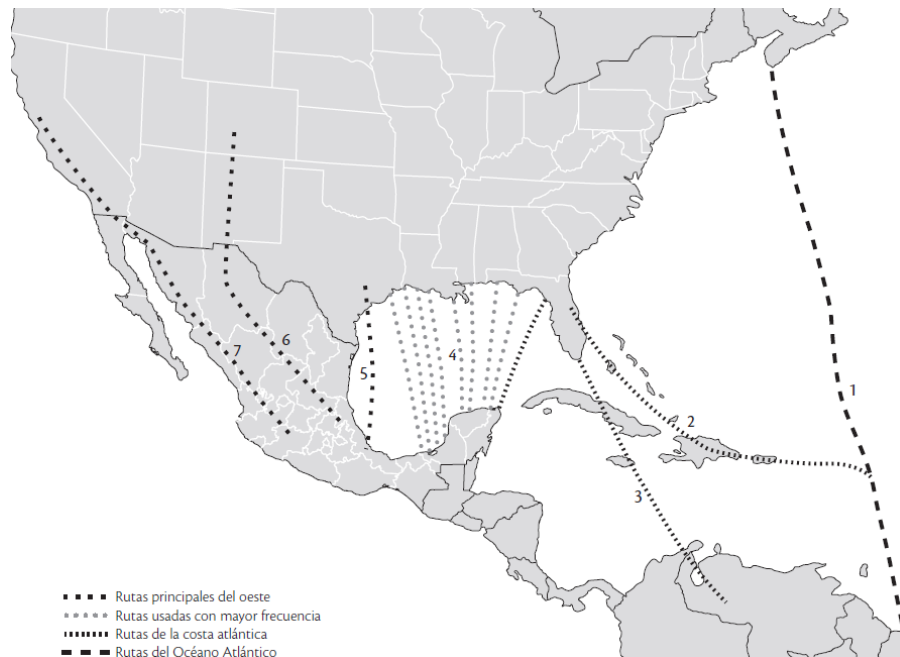 1
2
3
4
5
6
7
Rutas principales del oeste
Rutas usadas con mayor frecuencia
Rutas de la costa atlántica
Rutas del Océano Atlántico